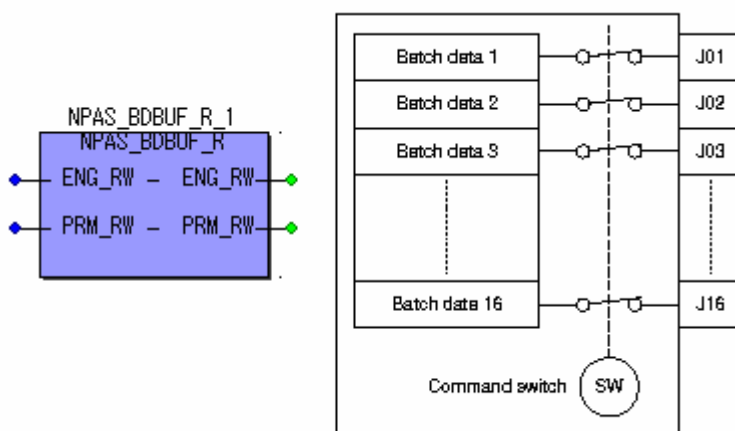 NPAS_BDBUF_R_1
NPAS_BDBUF_R
ENG_RW – ENG_RW
PRM_RW – PRM_RW
Batch data 1 J01
Batch data 2 J02
Batch data 3 J03
Batch data 16 J16
Command switch SW